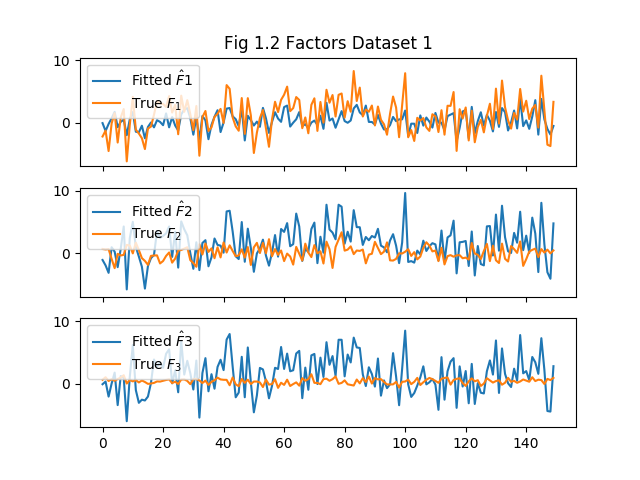 Fig 1.2 Factors Dataset 1
10
0
Fitted F̂1
True F₁
10
0
Fitted F̂2
True F₂
10
0
Fitted F̂3
True F₃
0 20 40 60 80 100 120 140